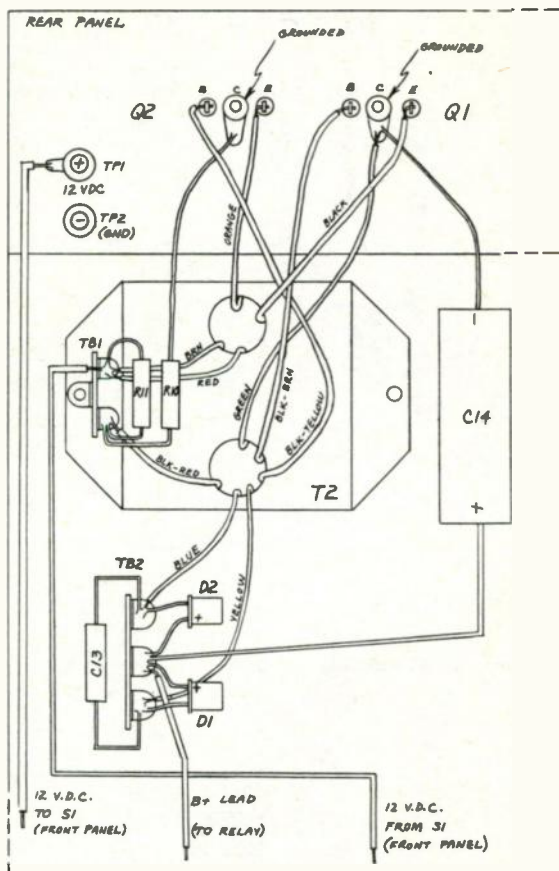 REAR PANEL
GROUNDED
GROUNDED
B
C
E
B
C
E
Q2
Q1
+
TP1
12 VDC
-
TP2
(GND)
ORANGE
BLACK
TB1
BRN
RED
R11
R10
GREEN
BLK-BRN
BLK-YELLOW
BLK-RED
-
C14
+
T2
TB2
BLUE
YELLOW
D2
+
C13
+
D1
12 V.D.C.
TO S1
(FRONT PANEL)
B+ LEAD
(TO RELAY)
12 V.D.C.
FROM S1
(FRONT PANEL)